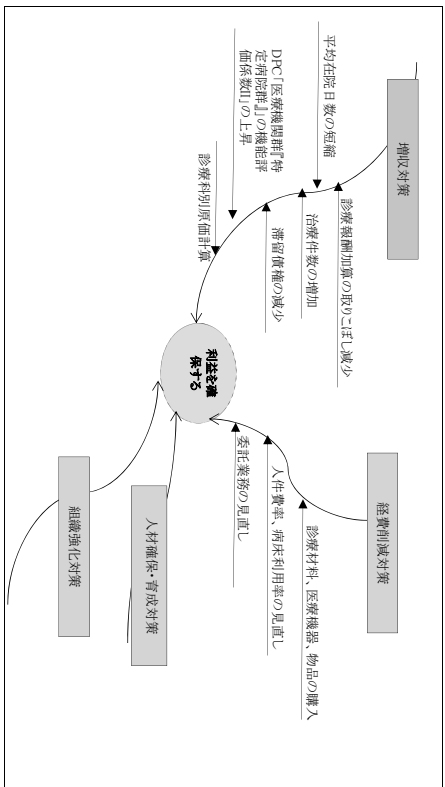 増収対策
平均在院日数の短縮
DPC「医療機関群『特
定病院群』」の機能評
価係数Ⅱ」の上昇
診療科別原価計算
診療報酬加算の取りこぼし減少
治療件数の増加
滞留債権の減少
利益を確
保する
経費削減対策
診療材料、医療機器、物品の購入
人件費率、病床利用率の見直し
委託業務の見直し
人材確保・育成対策
組織強化対策